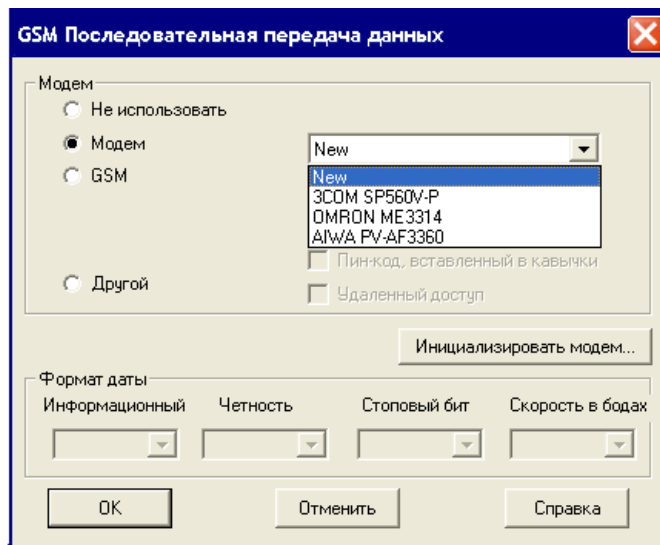 GSM Последовательная передача данных
Модем
Не использовать
Модем
New
GSM
New
3COM SP560V-P
OMRON ME3314
AIWA PV-AF3360
Пин-код, вставленный в кавычки
Другой
Удаленный доступ
Инициализировать модем...
Формат даты
Информационный Четность Стоповый бит Скорость в бодах
OK Отменить Справка